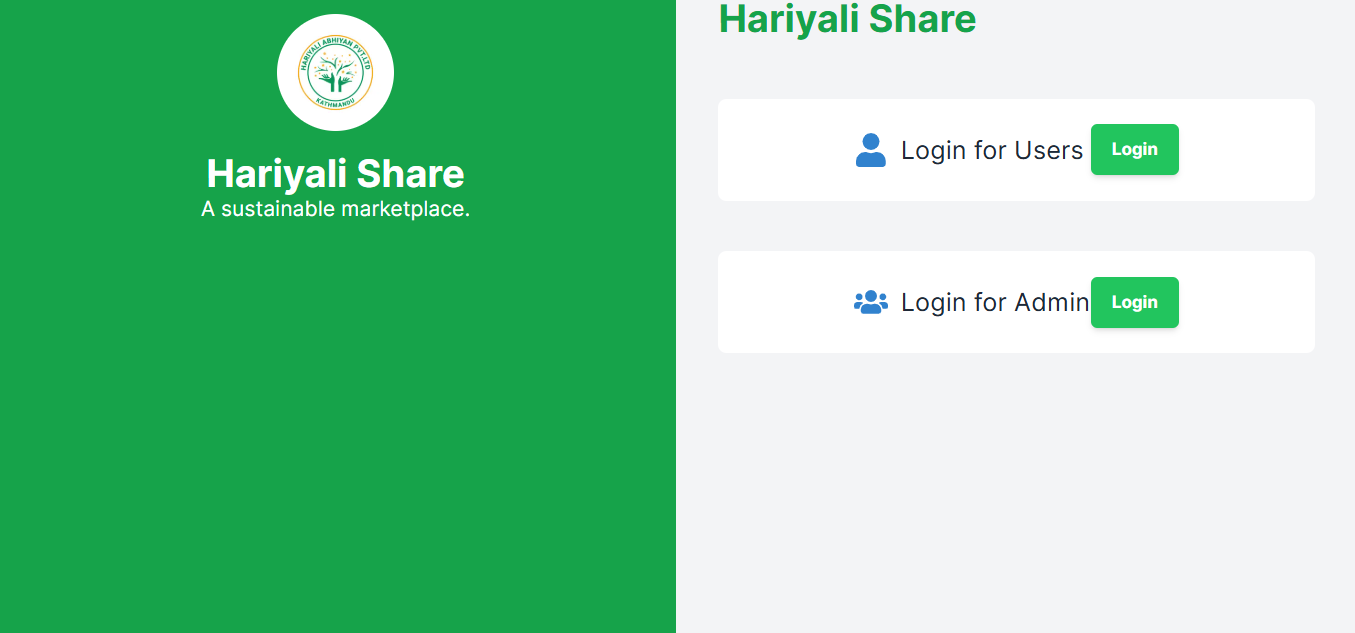 HARIYALI ABHIYAN PVT.LTD
KATHMANDU
Hariyali Share
A sustainable marketplace.
Hariyali Share
Login for Users Login
Login for Admin Login